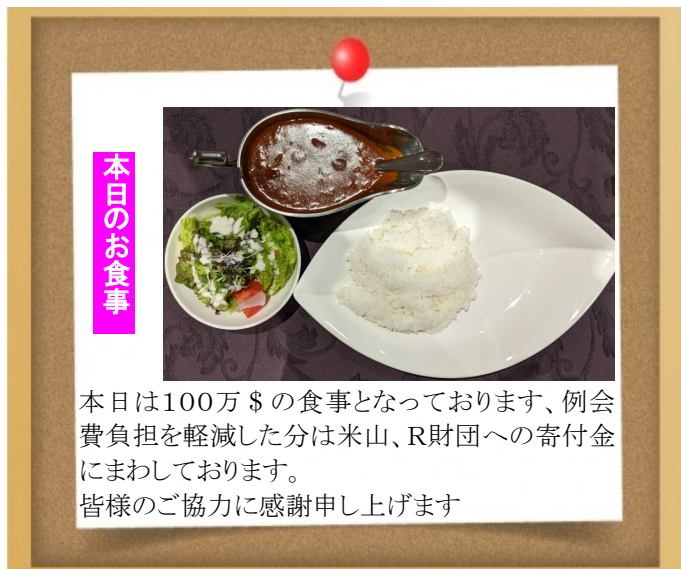 本日のお食事
本日は100万＄の食事となっております、例会
費負担を軽減した分は米山、R財団への寄付金
にまわしております。
皆様のご協力に感謝申し上げます